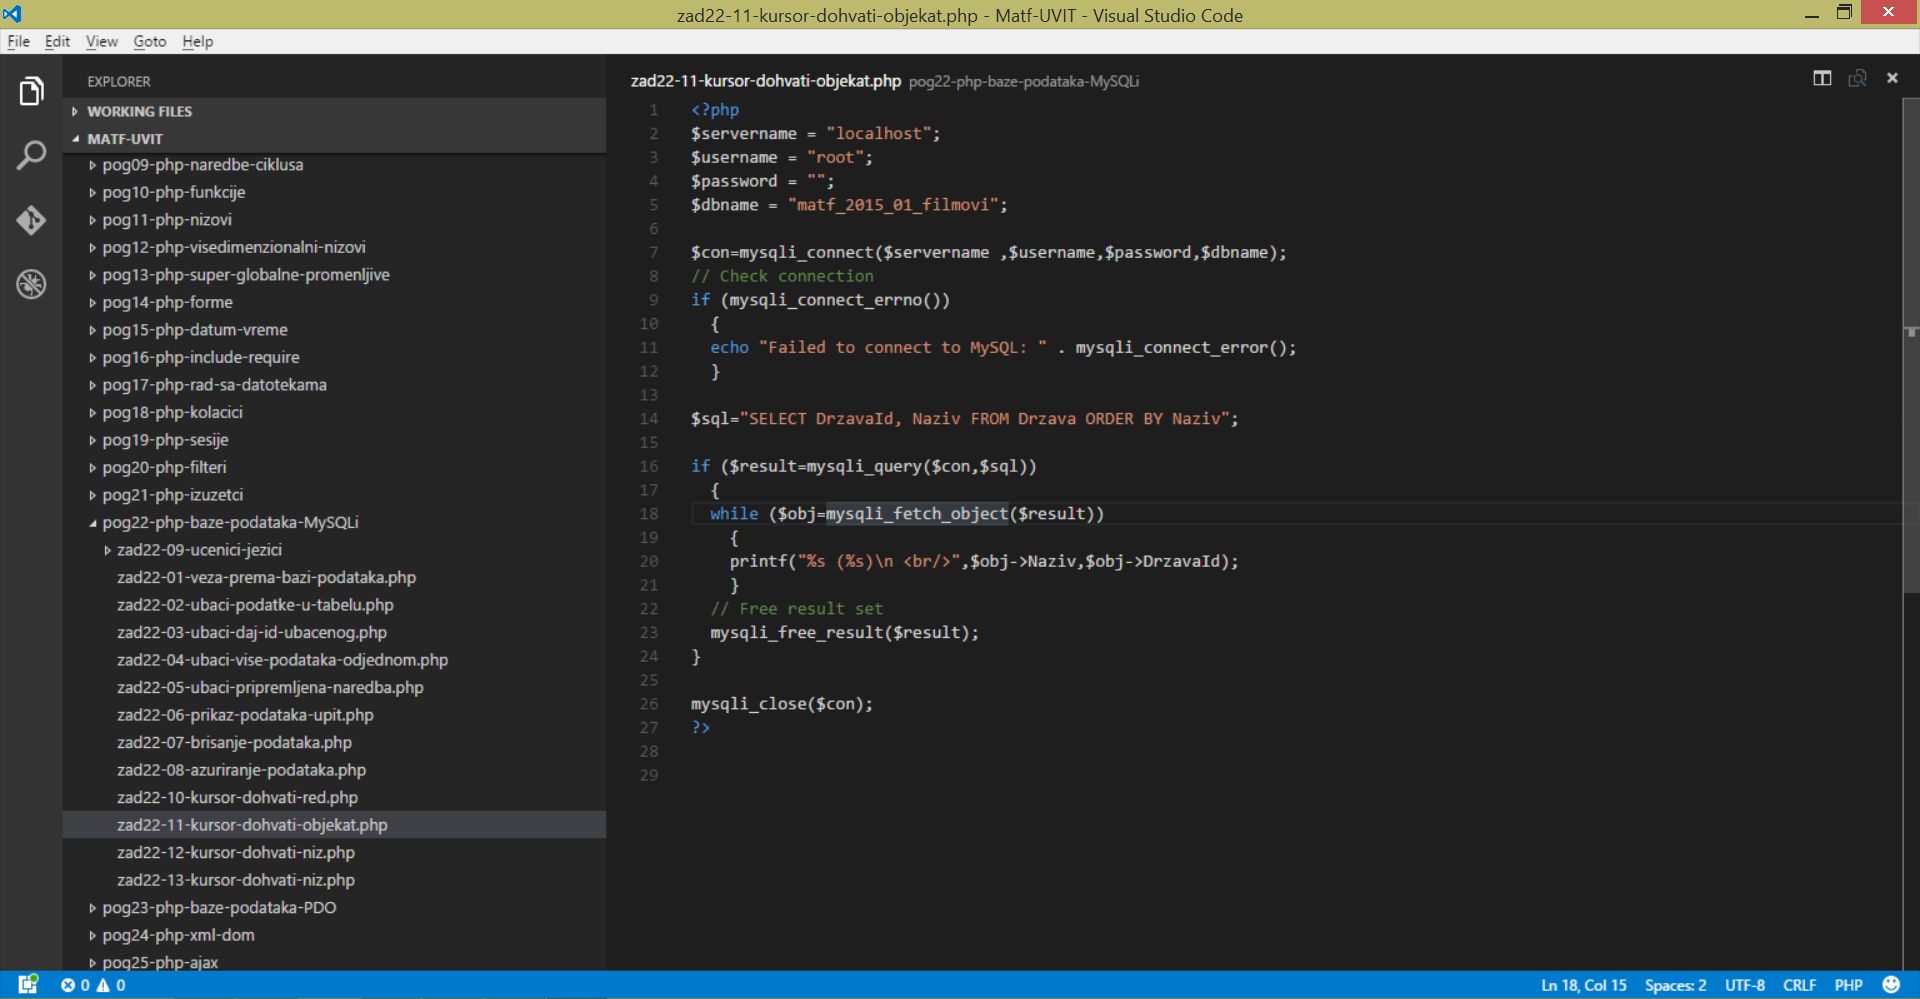 zad22-11-kursor-dohvati-objekat.php - Matf-UVIT - Visual Studio Code
File Edit View Goto Help
EXPLORER
WORKING FILES
MATF-UVIT
pog09-php-naredbe-ciklusa
pog10-php-funkcije
pog11-php-nizovi
pog12-php-visedimenzionalni-nizovi
pog13-php-super-globalne-promenljive
pog14-php-forme
pog15-php-datum-vreme
pog16-php-include-require
pog17-php-rad-sa-datotekama
pog18-php-kolacici
pog19-php-sesije
pog20-php-filteri
pog21-php-izuzetci
pog22-php-baze-podataka-MySQLi
zad22-09-ucenici-jezici
zad22-01-veza-prema-bazi-podataka.php
zad22-02-ubaci-podatke-u-tabelu.php
zad22-03-ubaci-daj-id-ubacenog.php
zad22-04-ubaci-vise-podataka-odjednom.php
zad22-05-ubaci-pripremljena-naredba.php
zad22-06-prikaz-podataka-upit.php
zad22-07-brisanje-podataka.php
zad22-08-azuriranje-podataka.php
zad22-10-kursor-dohvati-red.php
zad22-11-kursor-dohvati-objekat.php
zad22-12-kursor-dohvati-niz.php
zad22-13-kursor-dohvati-niz.php
pog23-php-baze-podataka-PDO
pog24-php-xml-dom
pog25-php-ajax
zad22-11-kursor-dohvati-objekat.php pog22-php-baze-podataka-MySQLi
1 <?php
2 $servername = "localhost";
3 $username = "root";
4 $password = "";
5 $dbname = "matf_2015_01_filmovi";
6
7 $con=mysqli_connect($servername ,$username,$password,$dbname);
8 // Check connection
9 if (mysqli_connect_errno())
10   {
11   echo "Failed to connect to MySQL: " . mysqli_connect_error();
12   }
13
14 $sql="SELECT DrzavaId, Naziv FROM Drzava ORDER BY Naziv";
15
16 if ($result=mysqli_query($con,$sql))
17   {
18   while ($obj=mysqli_fetch_object($result))
19     {
20     printf("%s (%s)\n <br/>",$obj->Naziv,$obj->DrzavaId);
21     }
22   // Free result set
23   mysqli_free_result($result);
24 }
25
26 mysqli_close($con);
27 ?>
28
29
0 0 Ln 18, Col 15 Spaces: 2 UTF-8 CRLF PHP